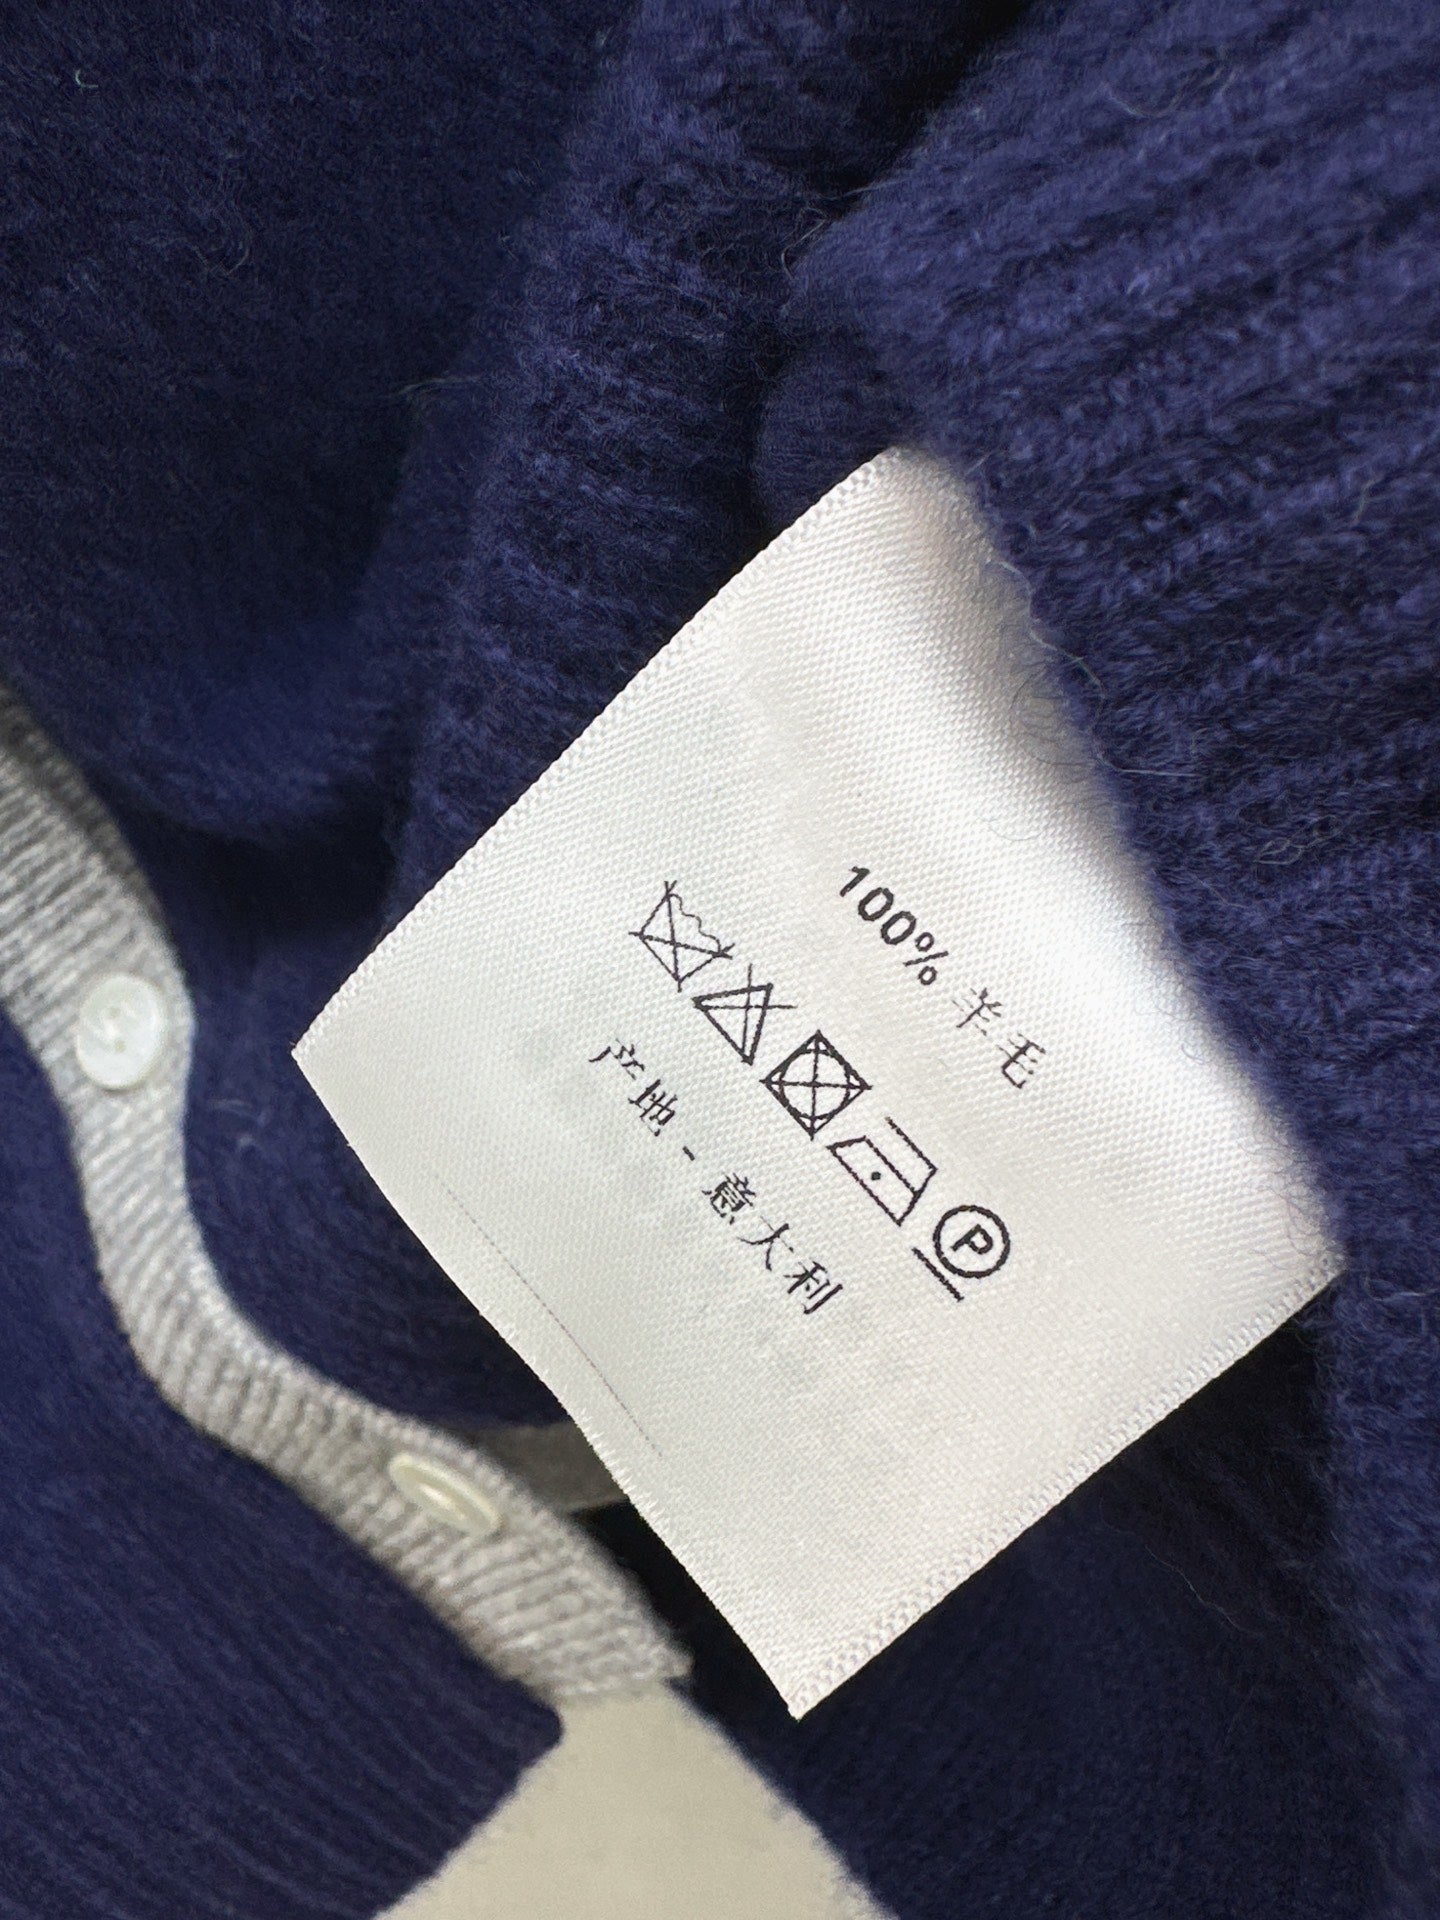 100% 羊毛
P
产地 - 意大利